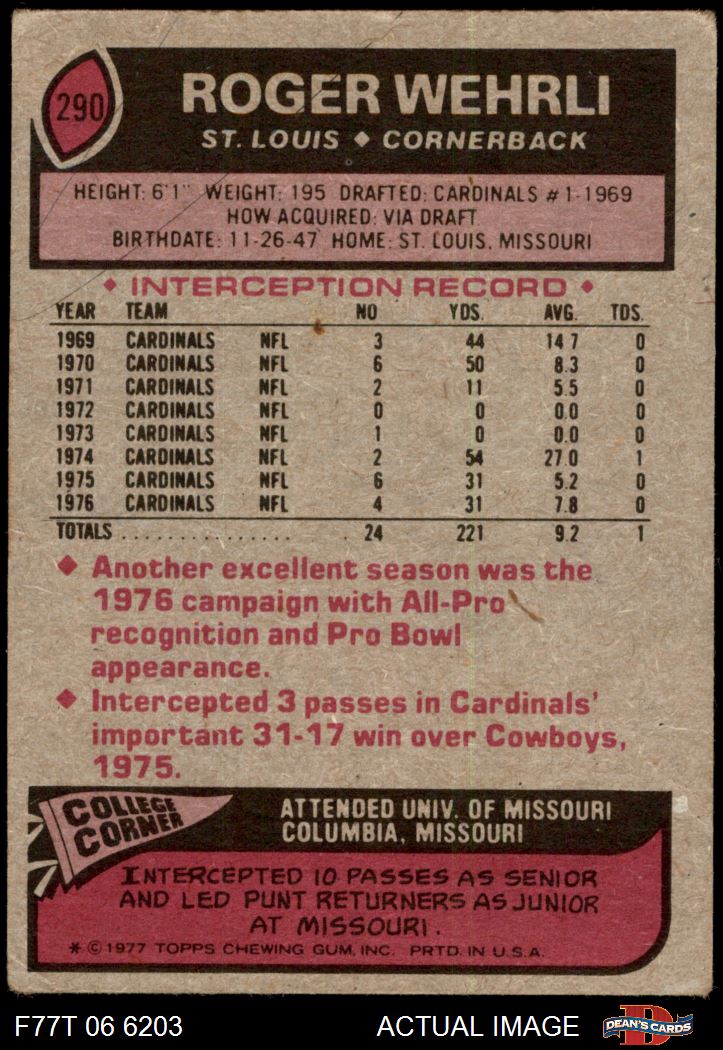 290
ROGER WEHRLI
ST. LOUIS ◆ CORNERBACK
HEIGHT: 6'1" WEIGHT: 195 DRAFTED: CARDINALS #1-1969
HOW ACQUIRED: VIA DRAFT
BIRTHDATE: 11-26-47 HOME: ST. LOUIS, MISSOURI
◆ INTERCEPTION RECORD ◆
YEAR TEAM NO YDS. AVG. TDS.
1969 CARDINALS NFL 3 44 14 7 0
1970 CARDINALS NFL 6 50 8.3 0
1971 CARDINALS NFL 2 11 5.5 0
1972 CARDINALS NFL 0 0 0.0 0
1973 CARDINALS NFL 1 0 0.0 0
1974 CARDINALS NFL 2 54 27.0 1
1975 CARDINALS NFL 6 31 5.2 0
1976 CARDINALS NFL 4 31 7.8 0
TOTALS . . . . . . . . . . . . . . . . 24 221 9.2 1
◆ Another excellent season was the
1976 campaign with All-Pro
recognition and Pro Bowl
appearance.
◆ Intercepted 3 passes in Cardinals'
important 31-17 win over Cowboys,
1975.
COLLEGE
CORNER
ATTENDED UNIV. OF MISSOURI
COLUMBIA, MISSOURI
INTERCEPTED 10 PASSES AS SENIOR
AND LED PUNT RETURNERS AS JUNIOR
AT MISSOURI.
* © 1977 TOPPS CHEWING GUM, INC. PRTD. IN U.S.A.
F77T 06 6203 ACTUAL IMAGE
DEAN'S CARDS